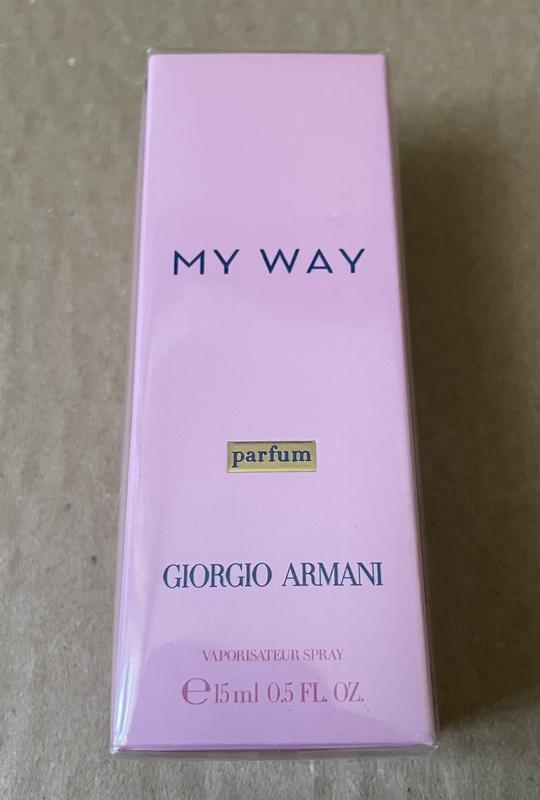 MY WAY
parfum
GIORGIO ARMANI
VAPORISATEUR SPRAY
℮15 ml 0.5 FL. OZ.